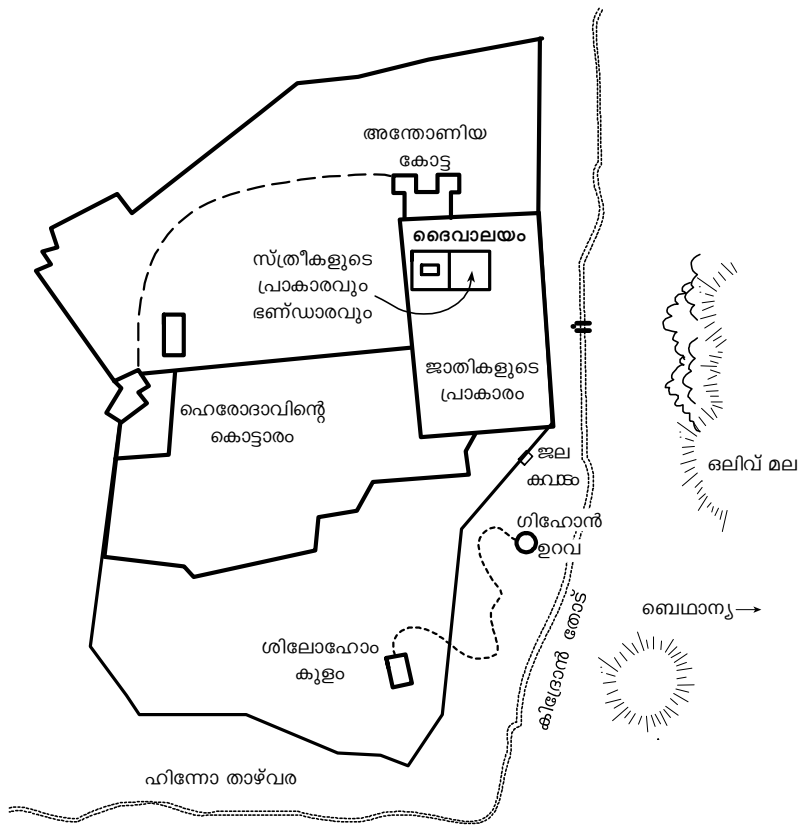 അന്തോണിയ
കോട്ട
ദൈവാലയം
സ്ത്രീകളുടെ
പ്രാകാരവും
ഭണ്ഡാരവും
ജാതികളുടെ
പ്രാകാരം
ഹെരോദാവിന്റെ
കൊട്ടാരം
ജല
കവാടം
ഒലിവ് മല
ഗിഹോൻ
ഉറവ
ബെഥാന്യ
കിദ്രോൻ തോട്
ശിലോഹോം
കുളം
ഹിന്നോ താഴ്വര